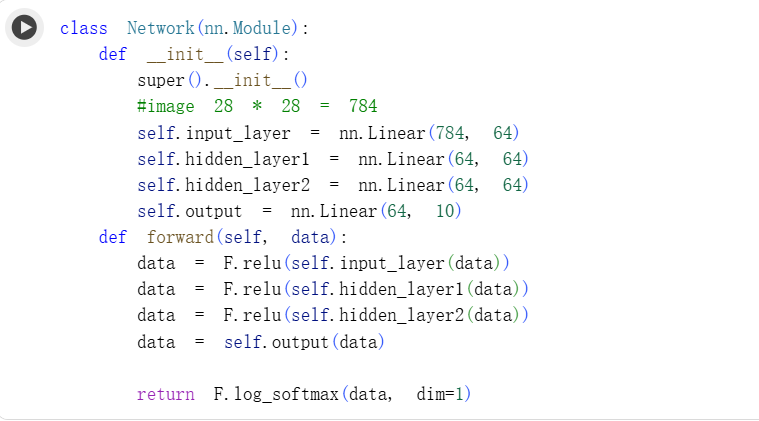 class Network(nn.Module):
def __init__(self):
super().__init__()
#image 28 * 28 = 784
self.input_layer = nn.Linear(784, 64)
self.hidden_layer1 = nn.Linear(64, 64)
self.hidden_layer2 = nn.Linear(64, 64)
self.output = nn.Linear(64, 10)
def forward(self, data):
data = F.relu(self.input_layer(data))
data = F.relu(self.hidden_layer1(data))
data = F.relu(self.hidden_layer2(data))
data = self.output(data)
return F.log_softmax(data, dim=1)